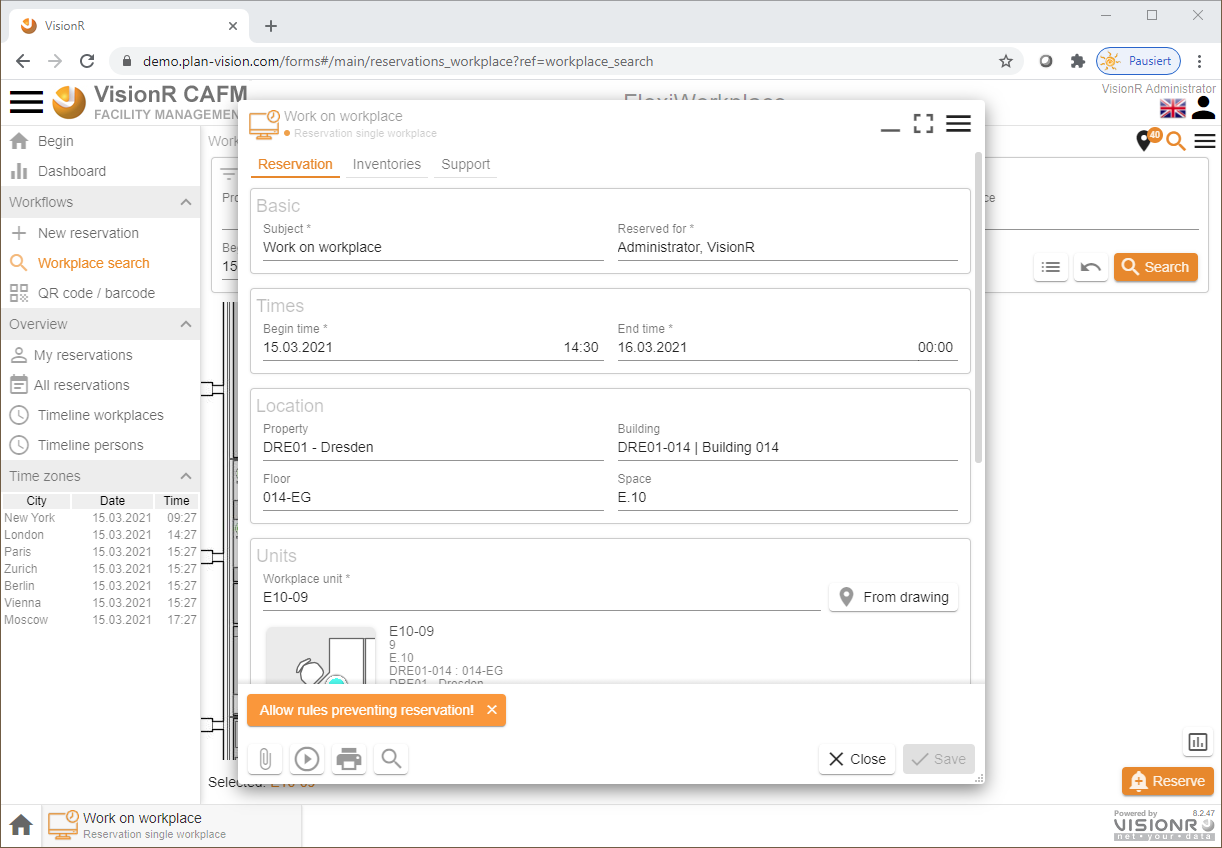 VisionR
demo.plan-vision.com/forms#/main/reservations_workplace?ref=workplace_search
Pausiert
VisionR CAFM
FACILITY MANAGEMEN
VisionR Administrator
40
Begin
Dashboard
Workflows
New reservation
Workplace search
QR code / barcode
Overview
My reservations
All reservations
Timeline workplaces
Timeline persons
Time zones
City Date Time
New York 15.03.2021 09:27
London 15.03.2021 14:27
Paris 15.03.2021 15:27
Zurich 15.03.2021 15:27
Berlin 15.03.2021 15:27
Vienna 15.03.2021 15:27
Moscow 15.03.2021 17:27
Work on workplace
Reservation single workplace
Reservation Inventories Support
Basic
Subject * Reserved for *
Work on workplace Administrator, VisionR
Times
Begin time * End time *
15.03.2021 14:30 16.03.2021 00:00
Location
Property Building
DRE01 - Dresden DRE01-014 | Building 014
Floor Space
014-EG E.10
Units
Workplace unit *
E10-09
From drawing
E10-09
9
E.10
DRE01-014 : 014-EG
DRE01 - Dresden
Allow rules preventing reservation!
Close Save
Search
Selected: E10-09
Reserve
Work on workplace
Reservation single workplace
Powered by 8.2.47
VISIONR
net·your·data